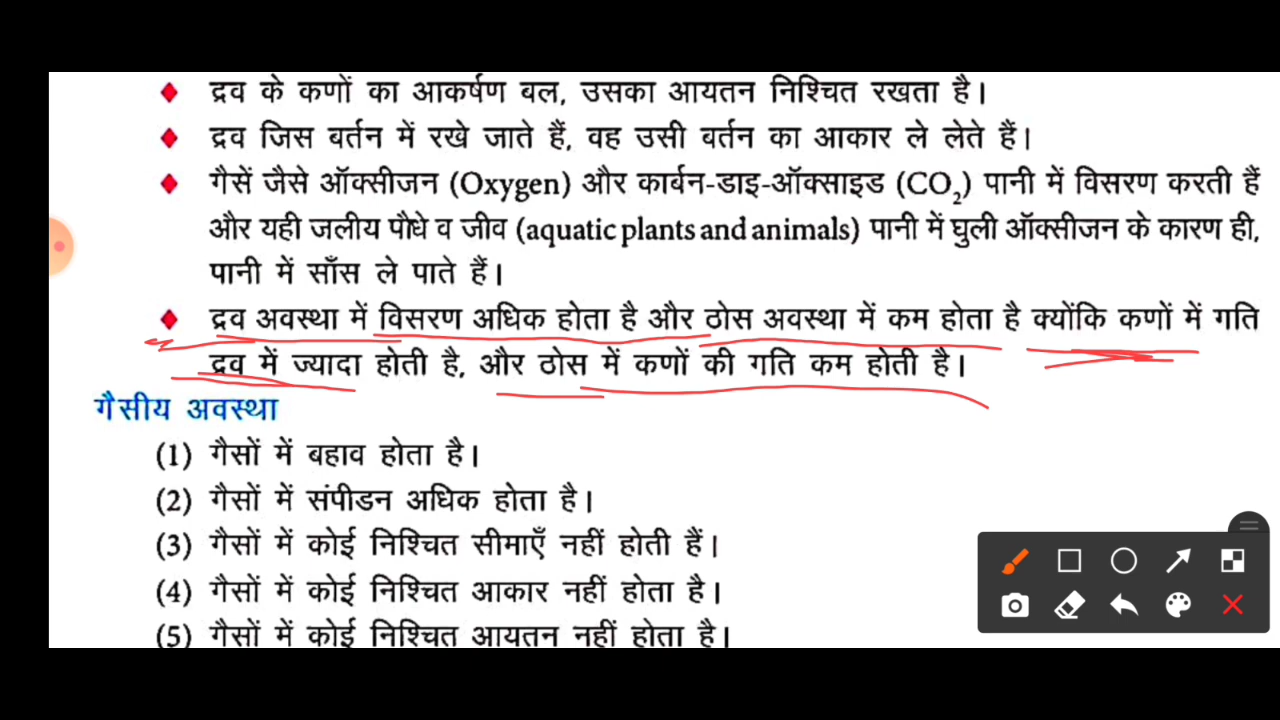 द्रव के कणों का आकर्षण बल, उसका आयतन निश्चित रखता है।
द्रव जिस बर्तन में रखे जाते हैं, वह उसी बर्तन का आकार ले लेते हैं।
गैसें जैसे ऑक्सीजन (Oxygen) और कार्बन-डाइ-ऑक्साइड (CO₂) पानी में विसरण करती हैं
और यही जलीय पौधे व जीव (aquatic plants and animals) पानी में घुली ऑक्सीजन के कारण ही,
पानी में साँस ले पाते हैं।
द्रव अवस्था में विसरण अधिक होता है और ठोस अवस्था में कम होता है क्योंकि कणों में गति
द्रव में ज्यादा होती है, और ठोस में कणों की गति कम होती है।
गैसीय अवस्था
(1) गैसों में बहाव होता है।
(2) गैसों में संपीडन अधिक होता है।
(3) गैसों में कोई निश्चित सीमाएँ नहीं होती हैं।
(4) गैसों में कोई निश्चित आकार नहीं होता है।
(5) गैसों में कोई निश्चित आयतन नहीं होता है।